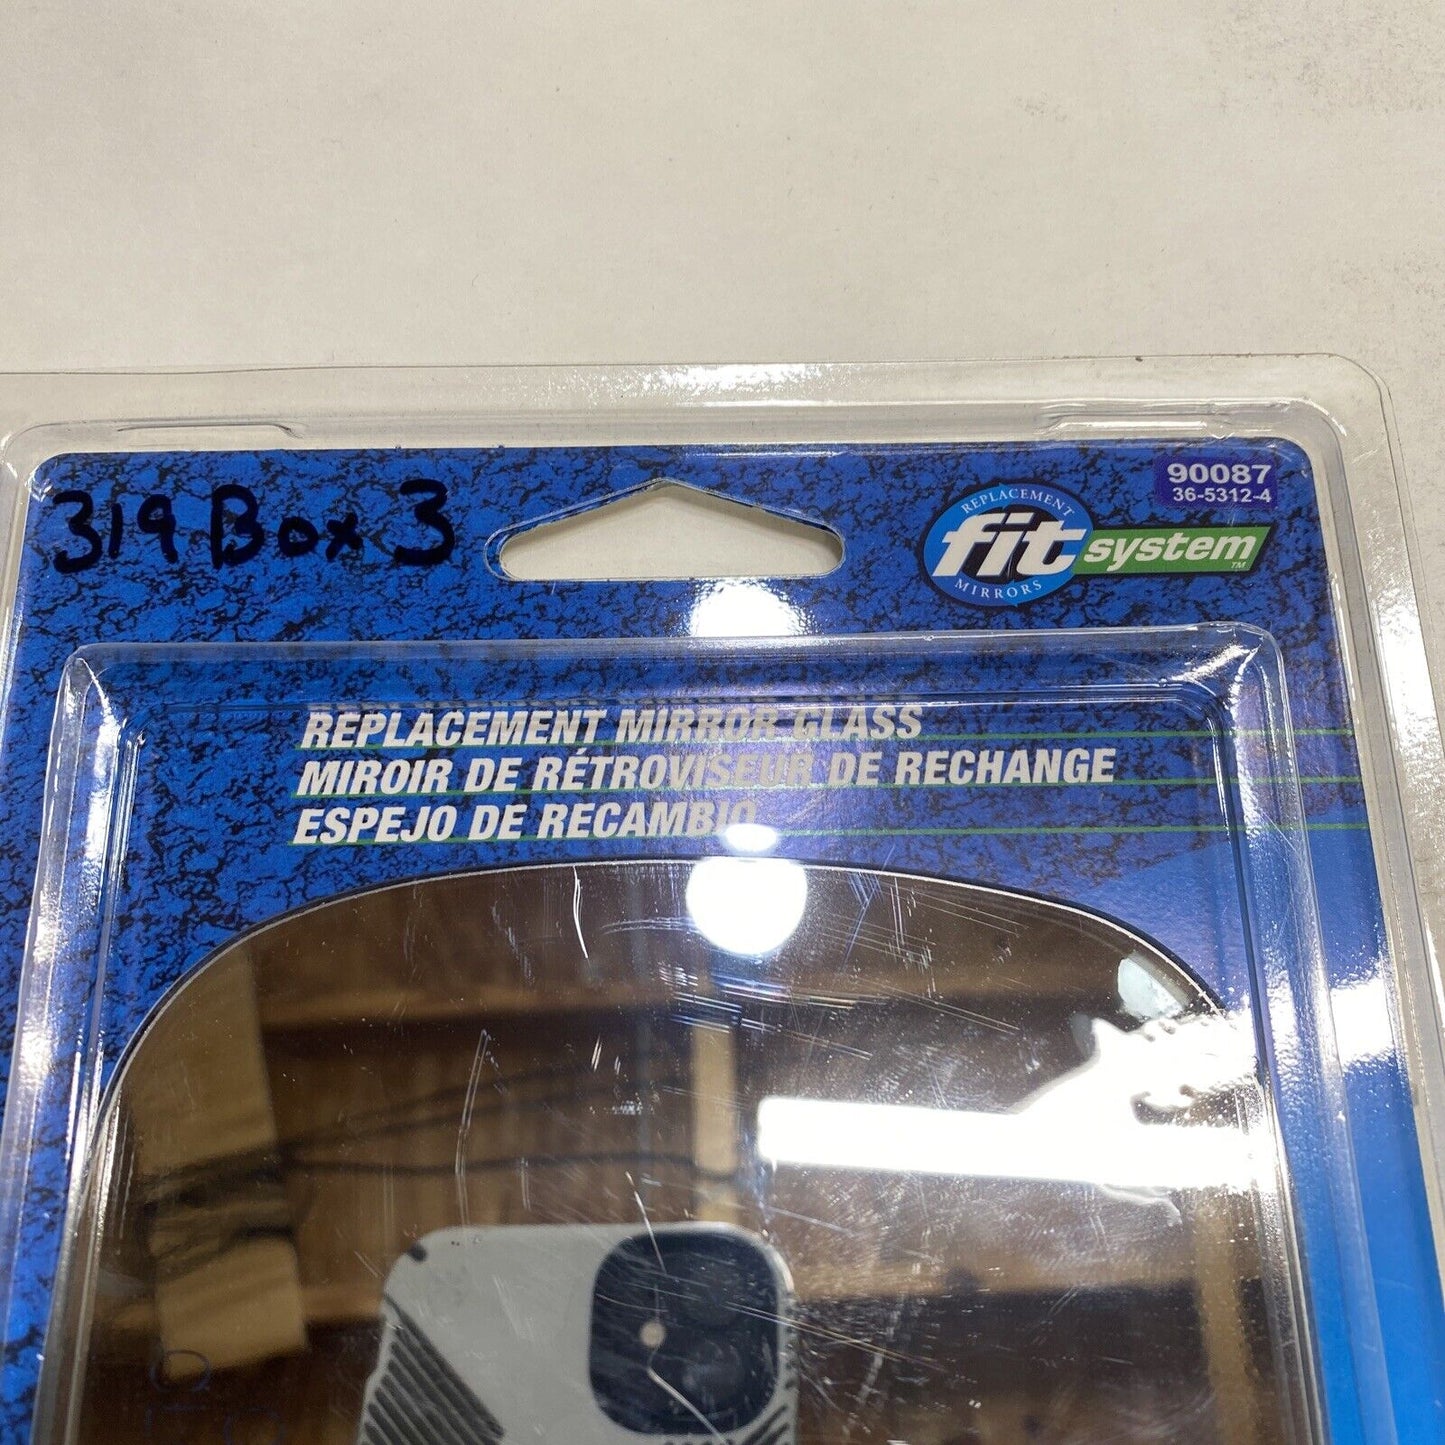 319 Box 3
90087
36-5312-4
REPLACEMENT
fit system™
MIRRORS
REPLACEMENT MIRROR GLASS
MIROIR DE RÉTROVISEUR DE RECHANGE
ESPEJO DE RECAMBIO